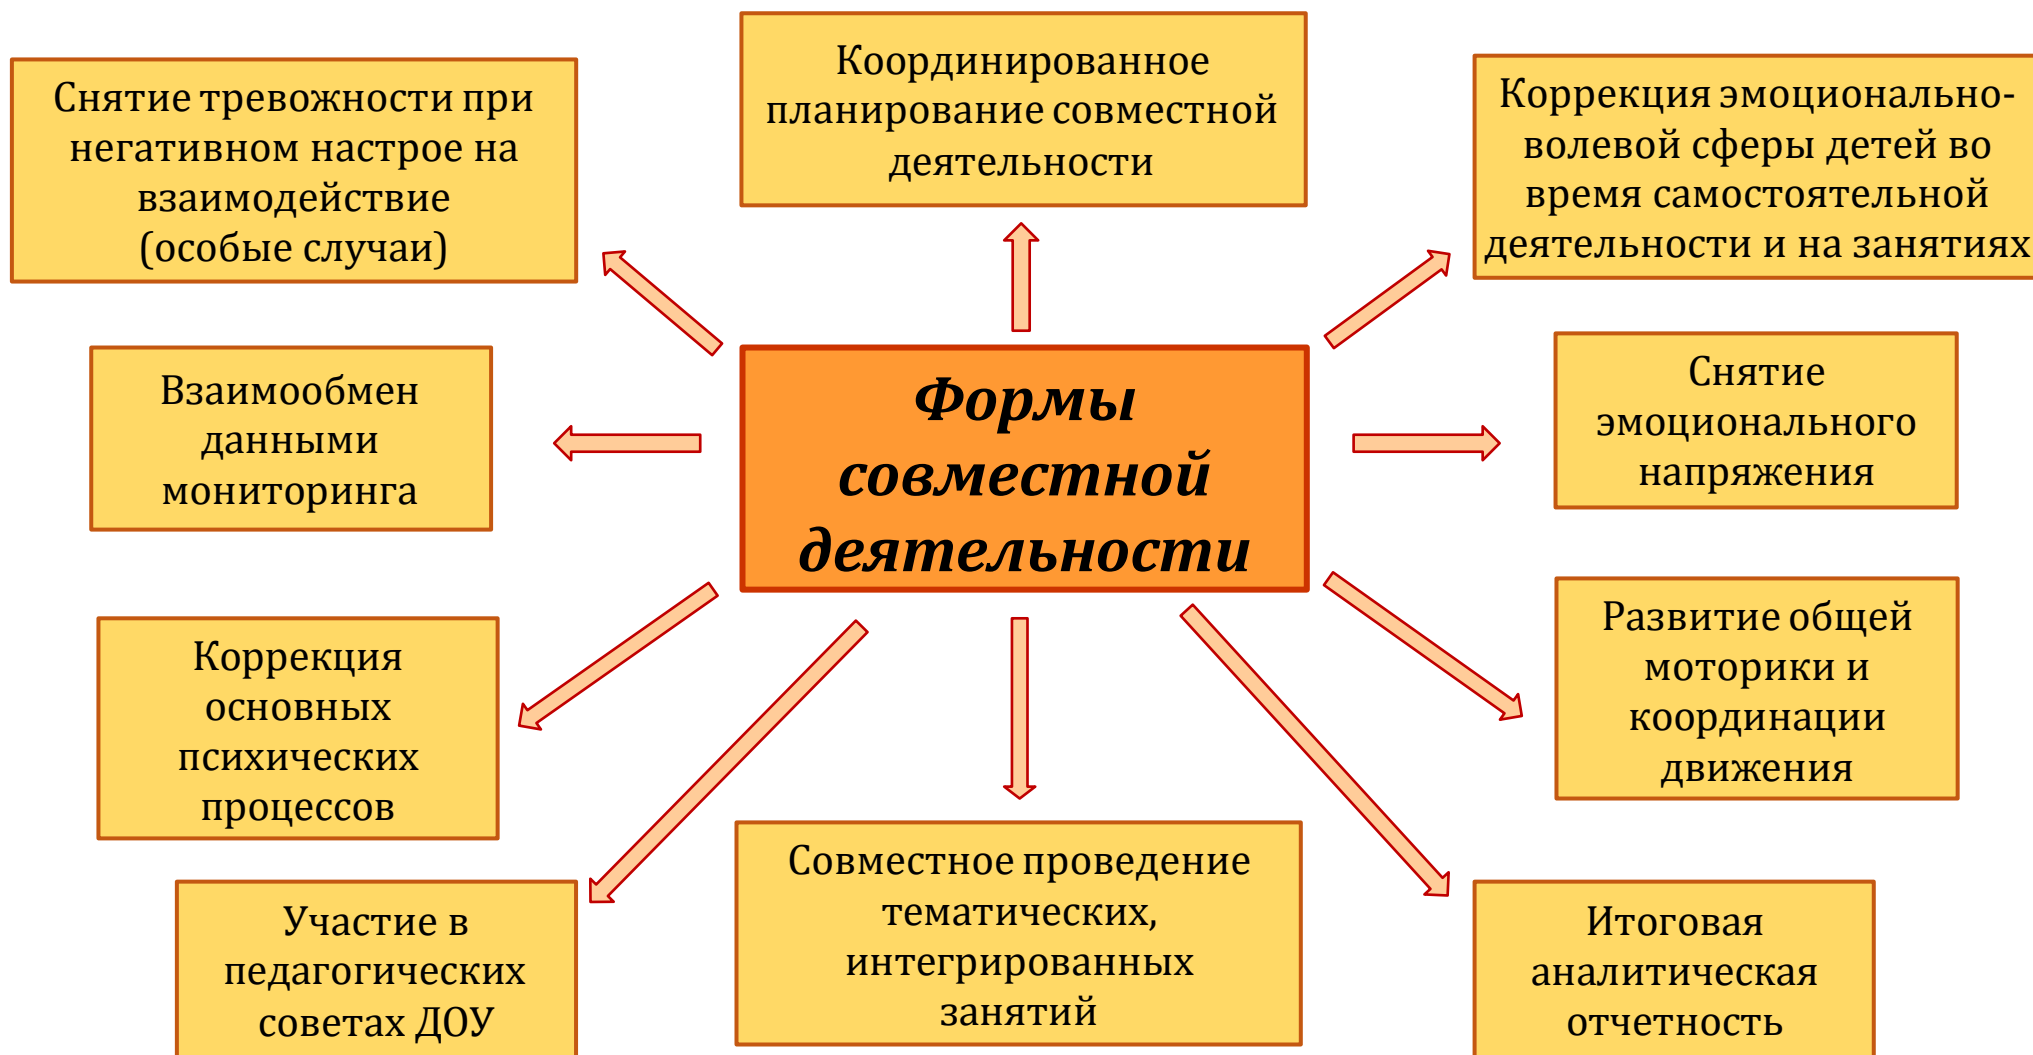 Снятие тревожности при
негативном настрое на
взаимодействие
(особые случаи)
Координированное
планирование совместной
деятельности
Коррекция эмоционально-
волевой сферы детей во
время самостоятельной
деятельности и на занятиях
Взаимообмен
данными
мониторинга
Формы
совместной
деятельности
Снятие
эмоционального
напряжения
Коррекция
основных
психических
процессов
Развитие общей
моторики и
координации
движения
Участие в
педагогических
советах ДОУ
Совместное проведение
тематических,
интегрированных
занятий
Итоговая
аналитическая
отчетность